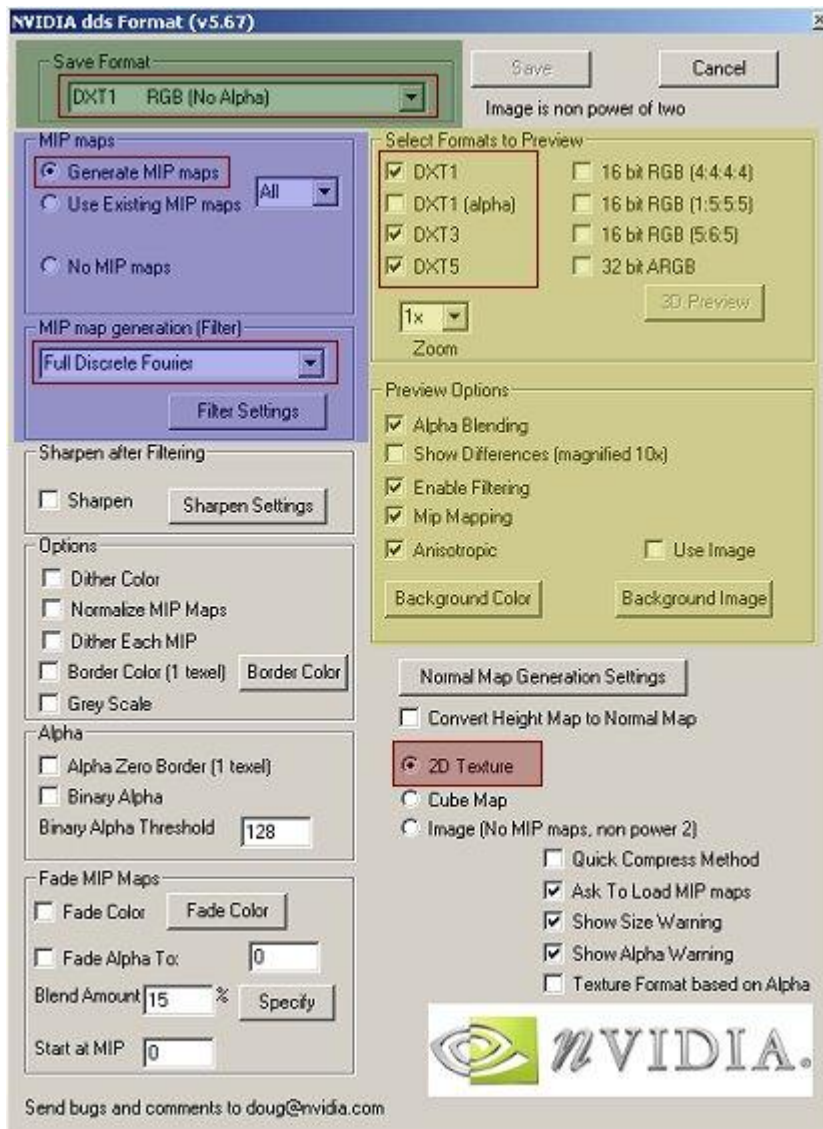 NVIDIA dds Format (v5.67)
Save Format
DXT1 RGB (No Alpha)
Save
Cancel
Image is non power of two
MIP maps
Generate MIP maps
All
Use Existing MIP maps
No MIP maps
MIP map generation (Filter)
Full Discrete Fourier
Filter Settings
Select Formats to Preview
DXT1
16 bit RGB (4:4:4:4)
DXT1 (alpha)
16 bit RGB (1:5:5:5)
DXT3
16 bit RGB (5:6:5)
DXT5
32 bit ARGB
3D Preview
1x
Zoom
Sharpen after Filtering
Sharpen
Sharpen Settings
Preview Options
Alpha Blending
Show Differences (magnified 10x)
Enable Filtering
Mip Mapping
Anisotropic
Use Image
Background Color
Background Image
Options
Dither Color
Normalize MIP Maps
Dither Each MIP
Border Color (1 texel)
Border Color
Grey Scale
Normal Map Generation Settings
Convert Height Map to Normal Map
2D Texture
Cube Map
Image (No MIP maps, non power 2)
Quick Compress Method
Ask To Load MIP maps
Show Size Warning
Show Alpha Warning
Texture Format based on Alpha
Alpha
Alpha Zero Border (1 texel)
Binary Alpha
Binary Alpha Threshold 128
Fade MIP Maps
Fade Color
Fade Color
Fade Alpha To: 0
Blend Amount 15 %
Specify
Start at MIP 0
nVIDIA.
Send bugs and comments to doug@nvidia.com